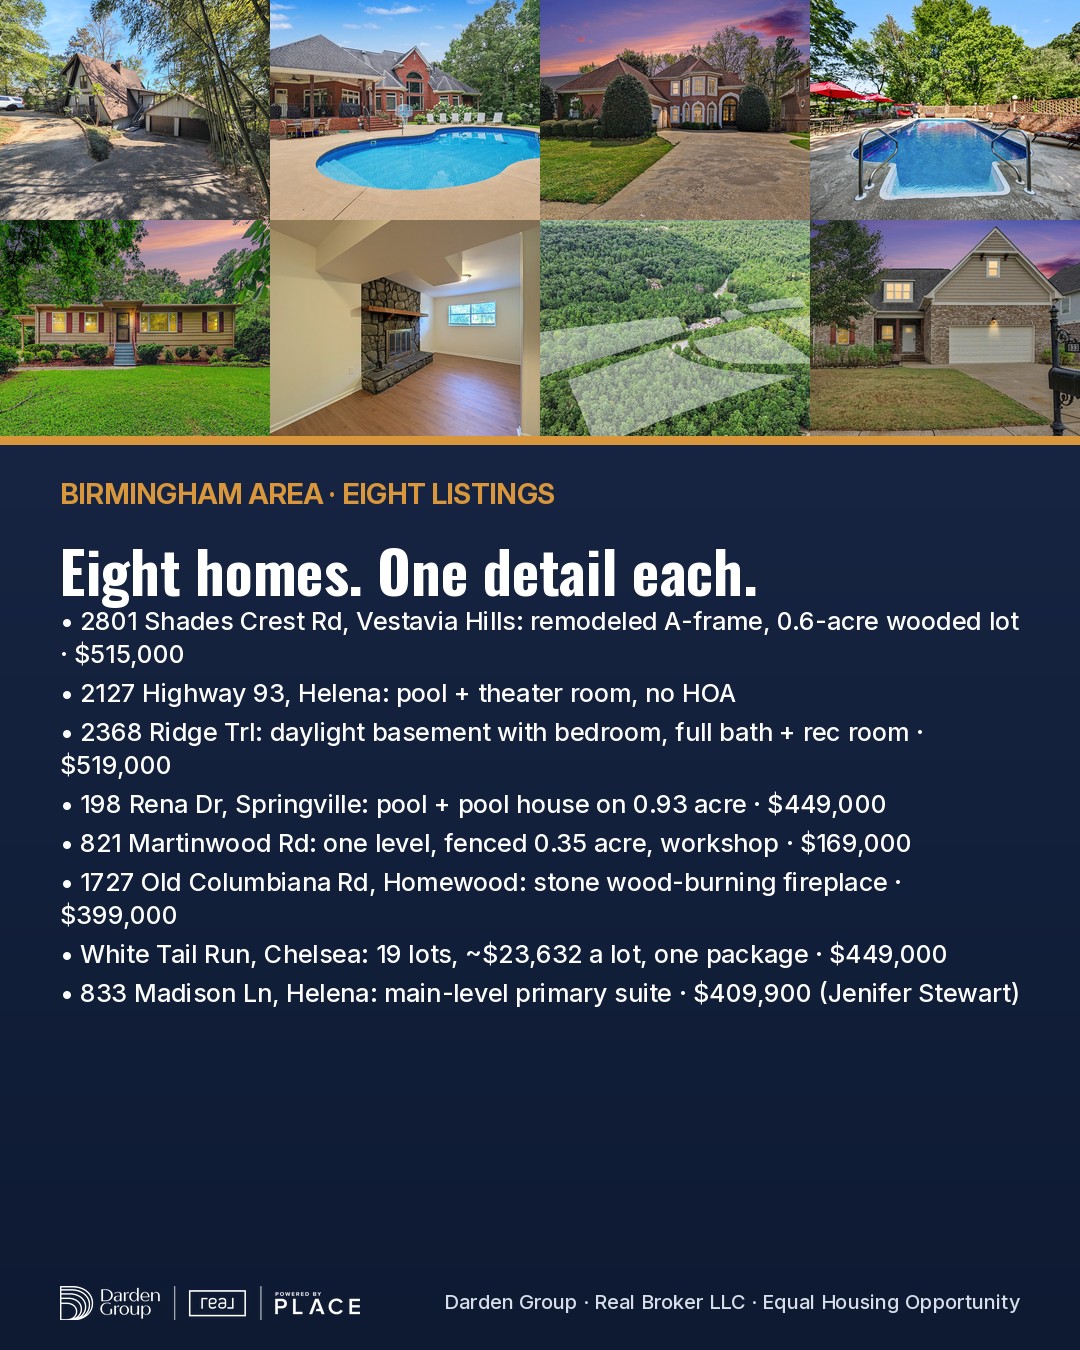 BIRMINGHAM AREA · EIGHT LISTINGS
Eight homes. One detail each.
• 2801 Shades Crest Rd, Vestavia Hills: remodeled A-frame, 0.6-acre wooded lot
· $515,000
• 2127 Highway 93, Helena: pool + theater room, no HOA
• 2368 Ridge Trl: daylight basement with bedroom, full bath + rec room ·
$519,000
• 198 Rena Dr, Springville: pool + pool house on 0.93 acre · $449,000
• 821 Martinwood Rd: one level, fenced 0.35 acre, workshop · $169,000
• 1727 Old Columbiana Rd, Homewood: stone wood-burning fireplace ·
$399,000
• White Tail Run, Chelsea: 19 lots, ~$23,632 a lot, one package · $449,000
• 833 Madison Ln, Helena: main-level primary suite · $409,900 (Jenifer Stewart)
Darden
Group
real
POWERED BY
PLACE
Darden Group · Real Broker LLC · Equal Housing Opportunity